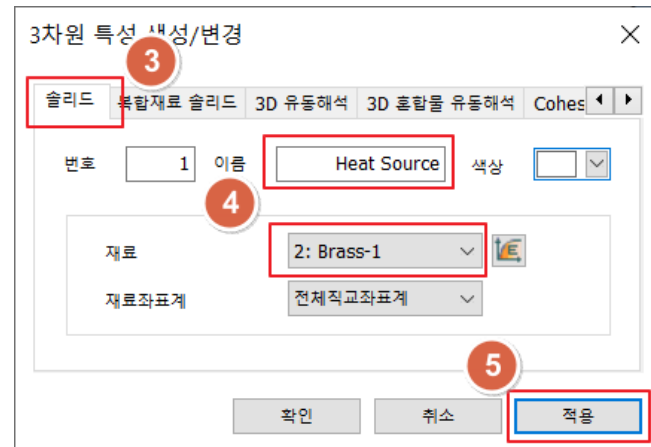 3차원 특성 생성/변경
3
솔리드 복합재료 솔리드 3D 유동해석 3D 혼합물 유동해석 Cohes
번호 1 이름 Heat Source 색상
4
재료 2: Brass-1
재료좌표계 전체직교좌표계
5
확인 취소 적용